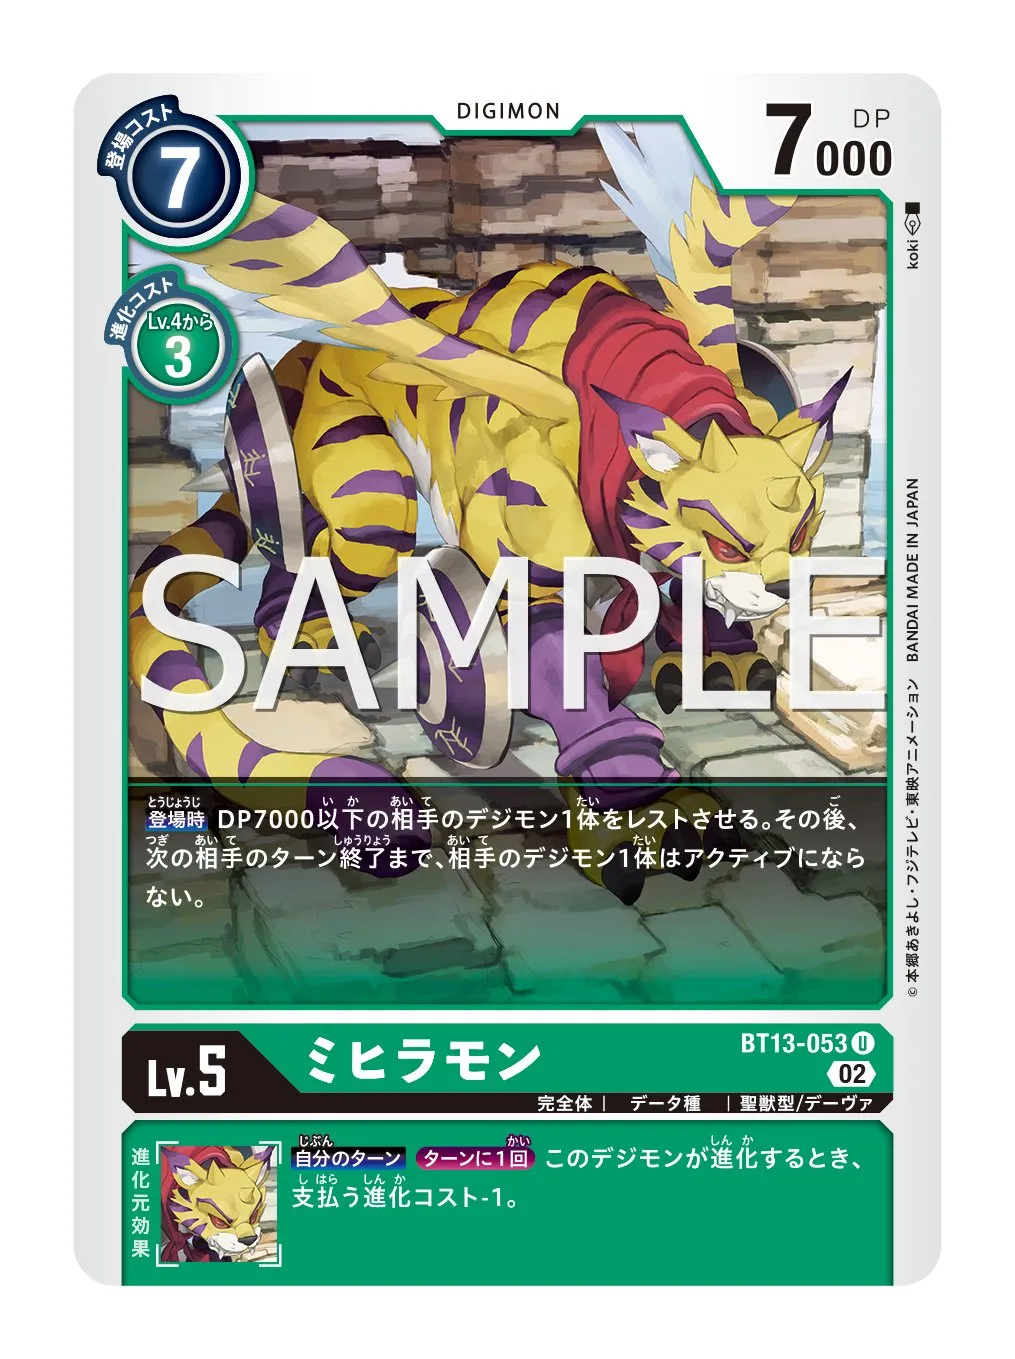 DIGIMON
登場コスト
7
7000
DP
進化コスト
Lv.4から
3
koki
BANDAI MADE IN JAPAN
© 本郷あきよし・フジテレビ・東映アニメーション
SAMPLE
登場時 DP7000以下の相手のデジモン1体をレストさせる。その後、
次の相手のターン終了まで、相手のデジモン1体はアクティブになら
ない。
Lv.5
ミヒラモン
BT13-053 U
02
完全体 | データ種 | 聖獣型/デーヴァ
進化元効果
自分のターン ターンに1回 このデジモンが進化するとき、
支払う進化コスト-1。